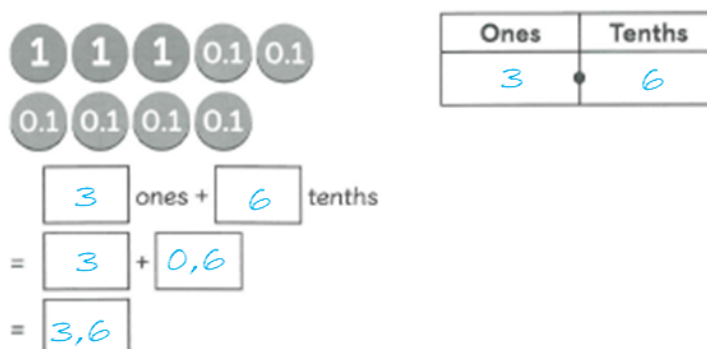 1 1 1 0.1 0.1
0.1 0.1 0.1 0.1
Ones Tenths
3 6
3 ones + 6 tenths
= 3 + 0,6
= 3,6